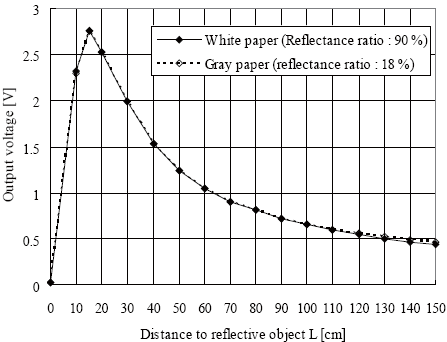 3
2.5
2
1.5
1
0.5
0
Output voltage [V]
White paper (Reflectance ratio : 90 %)
Gray paper (reflectance ratio : 18 %)
0 10 20 30 40 50 60 70 80 90 100 110 120 130 140 150
Distance to reflective object L [cm]